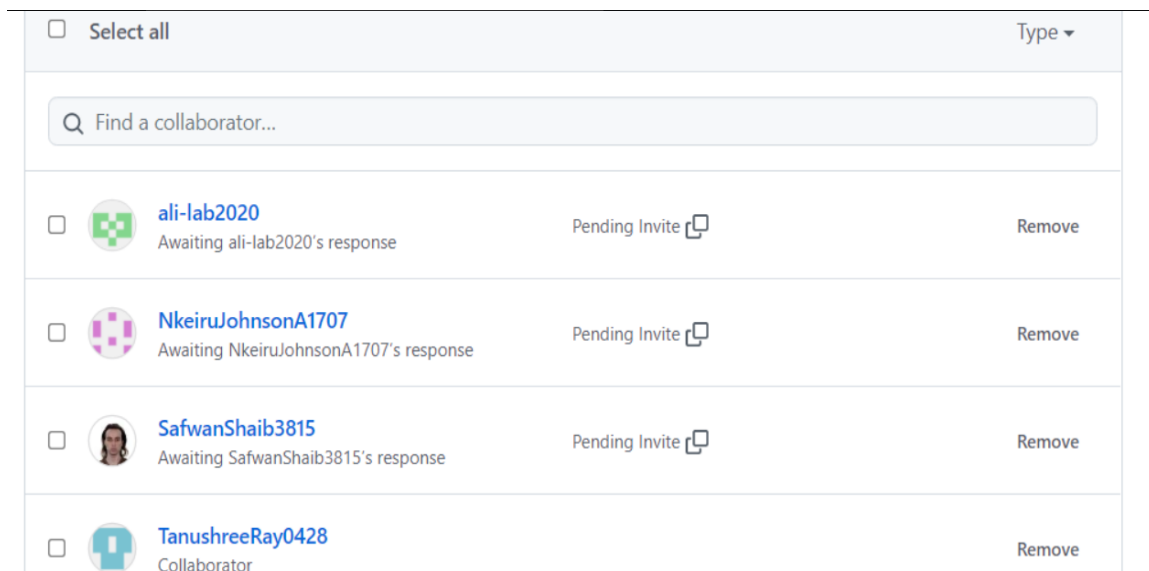 Select all Type
Find a collaborator...
ali-lab2020
Awaiting ali-lab2020's response
Pending Invite
Remove
NkeiruJohnsonA1707
Awaiting NkeiruJohnsonA1707's response
Pending Invite
Remove
SafwanShaib3815
Awaiting SafwanShaib3815's response
Pending Invite
Remove
TanushreeRay0428
Collaborator
Remove